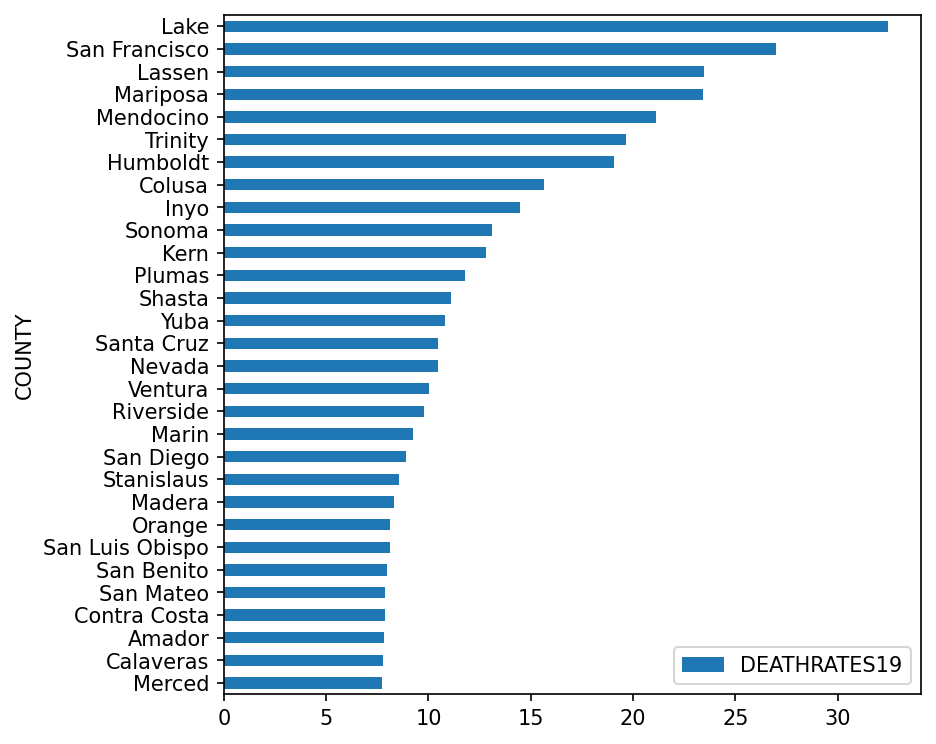 Lake
San Francisco
Lassen
Mariposa
Mendocino
Trinity
Humboldt
Colusa
Inyo
Sonoma
Kern
Plumas
Shasta
Yuba
Santa Cruz
Nevada
Ventura
Riverside
Marin
San Diego
Stanislaus
Madera
Orange
San Luis Obispo
San Benito
San Mateo
Contra Costa
Amador
Calaveras
Merced
COUNTY
DEATHRATES19
0 5 10 15 20 25 30